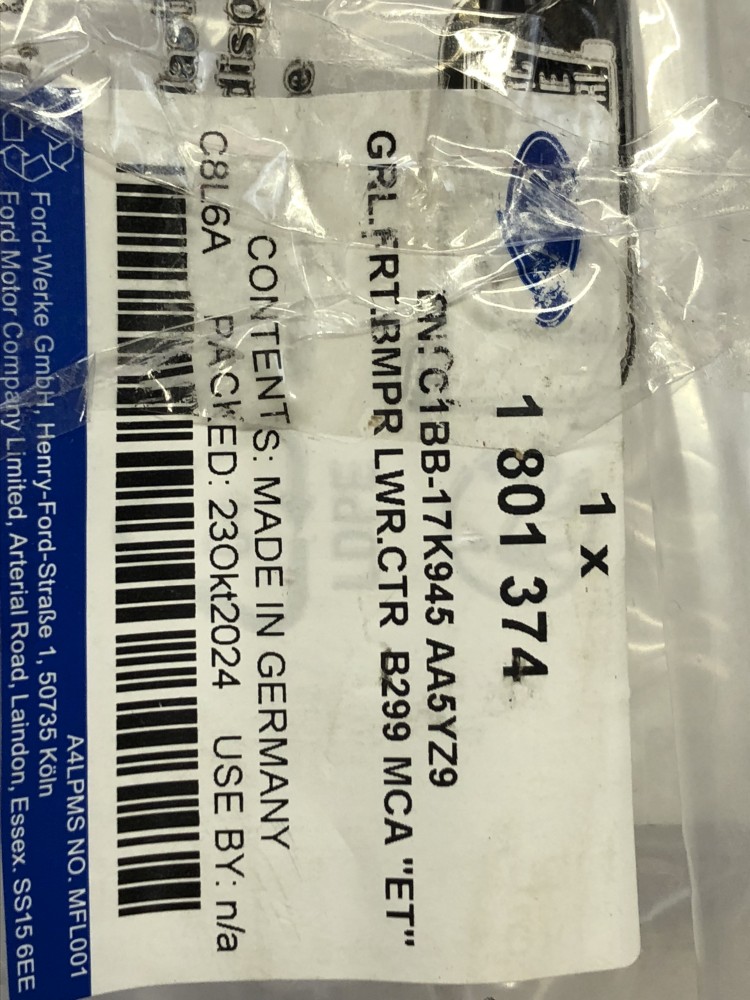 1 x
1 801 374
PN:C1BB-17K945 AA5YZ9
GRL.FRT.BMPR LWR.CTR B299 MCA "ET"
CONTENTS: MADE IN GERMANY
C8L6A PACKED: 23Okt2024 USE BY: n/a
A4LPMS NO. MFL001
Ford-Werke GmbH, Henry-Ford-Straße 1, 50735 Köln
Ford Motor Company Limited, Arterial Road, Laindon, Essex. SS15 6EE
LDPE